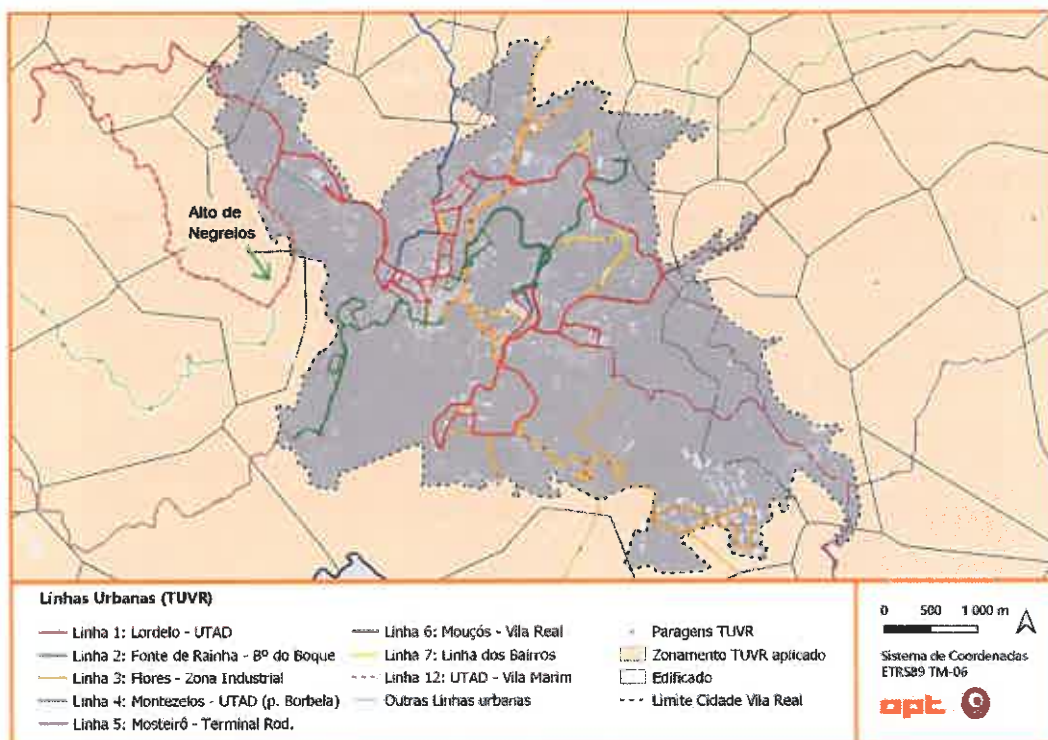 Alto de
Negrelos
Linhas Urbanas (TUVR)
Linha 1: Lordelo - UTAD
Linha 2: Fonte de Rainha - Bº do Boque
Linha 3: Flores - Zona Industrial
Linha 4: Montezelos - UTAD (p. Borbela)
Linha 5: Mosteirô - Terminal Rod.
Linha 6: Mouçós - Vila Real
Linha 7: Linha dos Bairros
Linha 12: UTAD - Vila Marim
Outras Linhas urbanas
Paragens TUVR
Zonamento TUVR aplicado
Edificado
Limite Cidade Vila Real
0 500 1 000 m
Sistema de Coordenadas
ETRS89 TM-06
opt